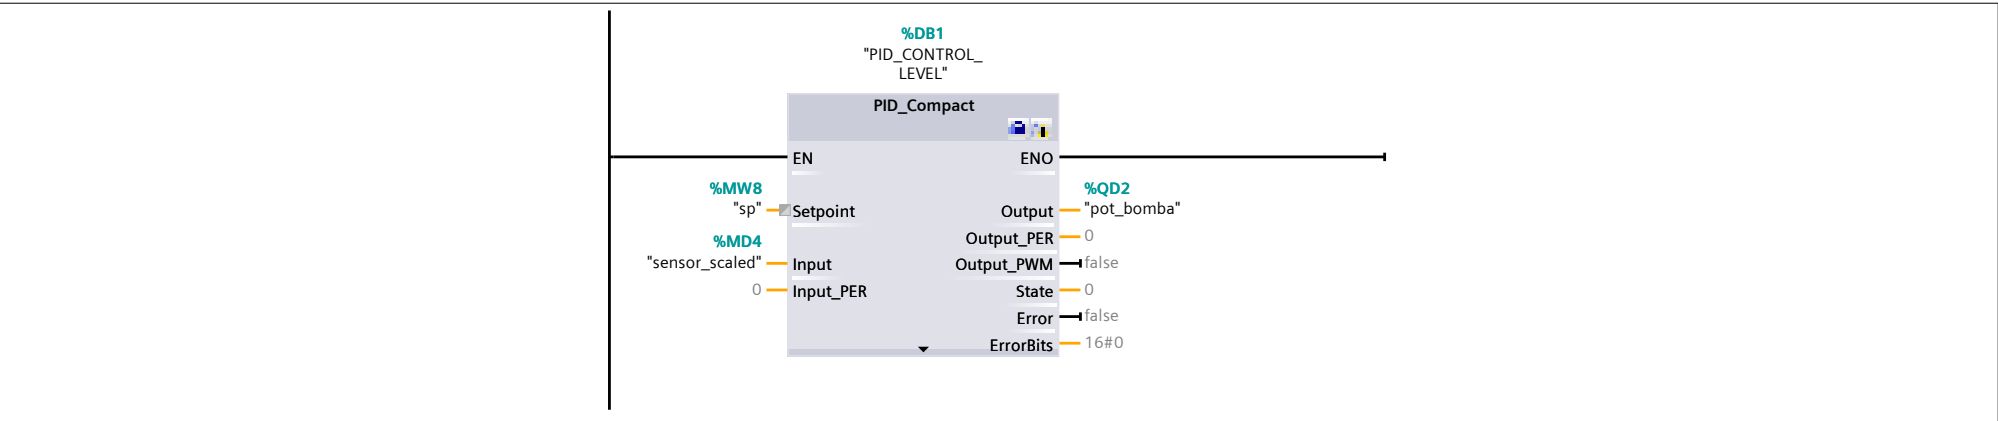 %DB1
"PID_CONTROL_
LEVEL"
PID_Compact
EN
ENO
%MW8
"sp"
Setpoint
%QD2
Output
"pot_bomba"
Output_PER
0
%MD4
"sensor_scaled"
Input
Output_PWM
false
0
Input_PER
State
0
Error
false
ErrorBits
16#0